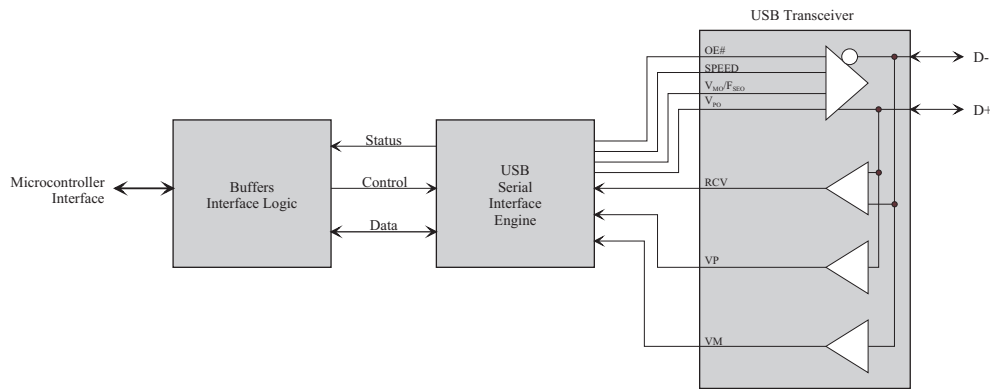 USB Transceiver
OE#
SPEED
VMO/FSEO
VPO
D-
D+
Status
Control
Data
USB
Serial
Interface
Engine
Buffers
Interface Logic
Microcontroller
Interface
RCV
VP
VM